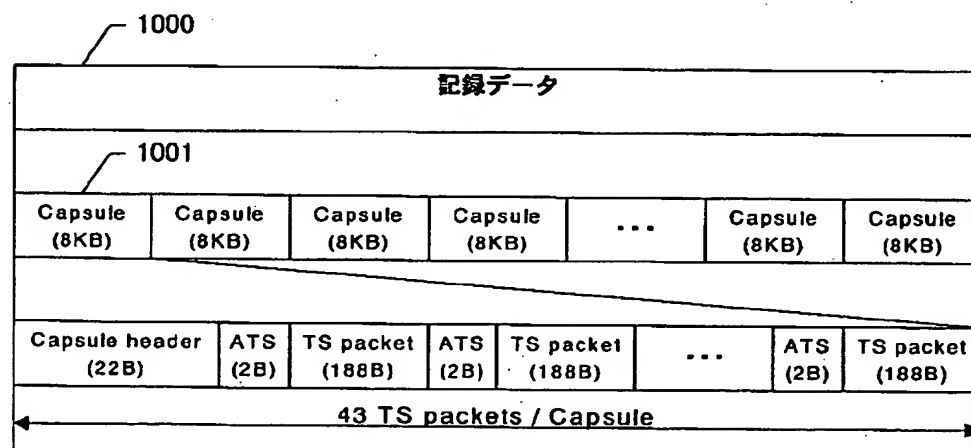 1000
記録データ
1001
Capsule Capsule Capsule Capsule ••• Capsule Capsule
(8KB) (8KB) (8KB) (8KB) (8KB) (8KB)
Capsule header ATS TS packet ATS TS packet ••• ATS TS packet
(22B) (2B) (188B) (2B) (188B) (2B) (188B)
43 TS packets / Capsule